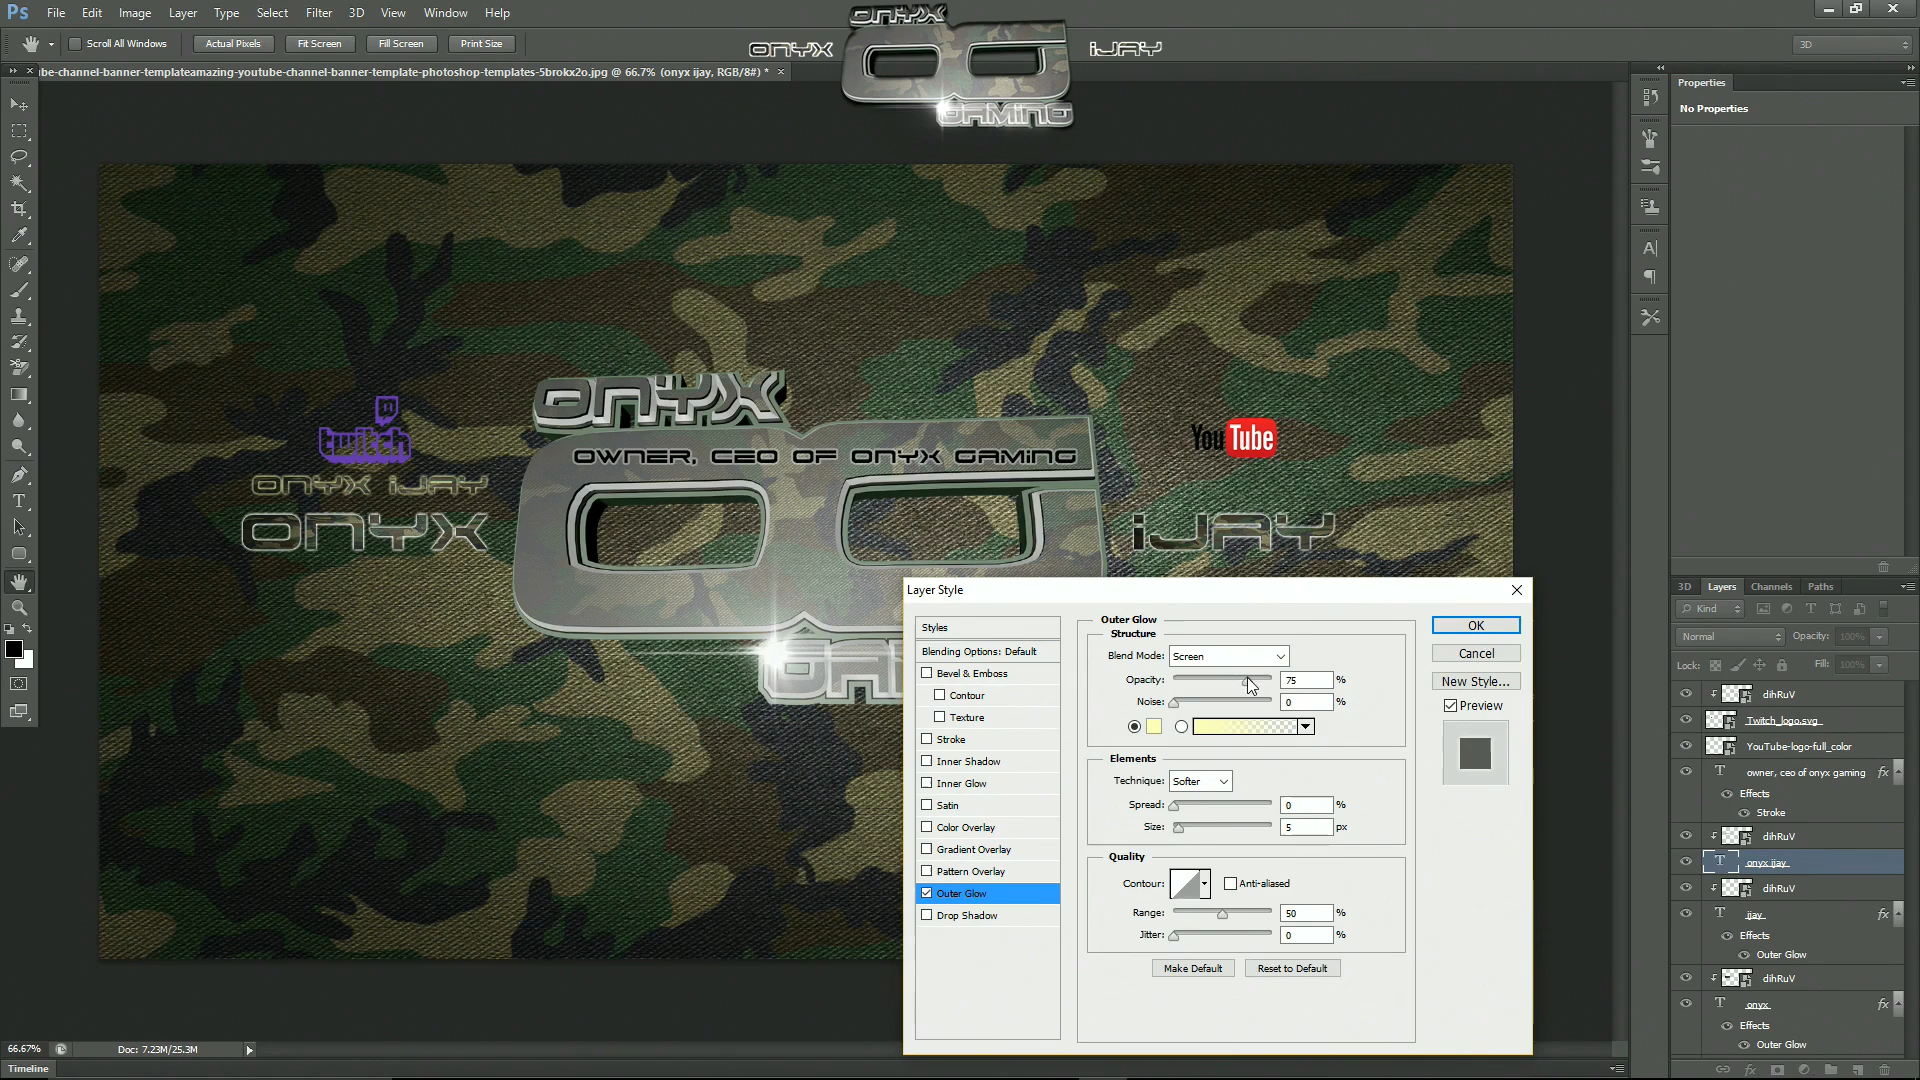 Ps File Edit Image Layer Type Select Filter 3D View Window Help
Scroll All Windows Actual Pixels Fit Screen Fill Screen Print Size
3D
ONYX
ONYX iJAY
GAMING
be-channel-banner-templateamazing-youtube-channel-banner-template-photoshop-templates-5brokx2o.jpg @ 66.7% (onyx ijay, RGB/8#) * ×
Properties
No Properties
ONYX
OWNER, CEO OF ONYX GAMING
twitch
ONYX iJAY
ONYX
YouTube
iJAY
Layer Style
Styles
Blending Options: Default
Bevel & Emboss
Contour
Texture
Stroke
Inner Shadow
Inner Glow
Satin
Color Overlay
Gradient Overlay
Pattern Overlay
Outer Glow
Drop Shadow
Outer Glow
Structure
Blend Mode: Screen
Opacity: 75 %
Noise: 0 %
Elements
Technique: Softer
Spread: 0 %
Size: 5 px
Quality
Contour: Anti-aliased
Range: 50 %
Jitter: 0 %
Make Default Reset to Default
OK
Cancel
New Style...
Preview
3D Layers Channels Paths
Kind
Normal Opacity: 100%
Lock: Fill: 100%
dihRuV
Twitch_logo.svg
YouTube-logo-full_color
owner, ceo of onyx gaming fx
Effects
Stroke
dihRuV
onyx ijay
dihRuV
ijay fx
Effects
Outer Glow
dihRuV
onyx fx
Effects
Outer Glow
66.67% Doc: 7.23M/25.3M
Timeline